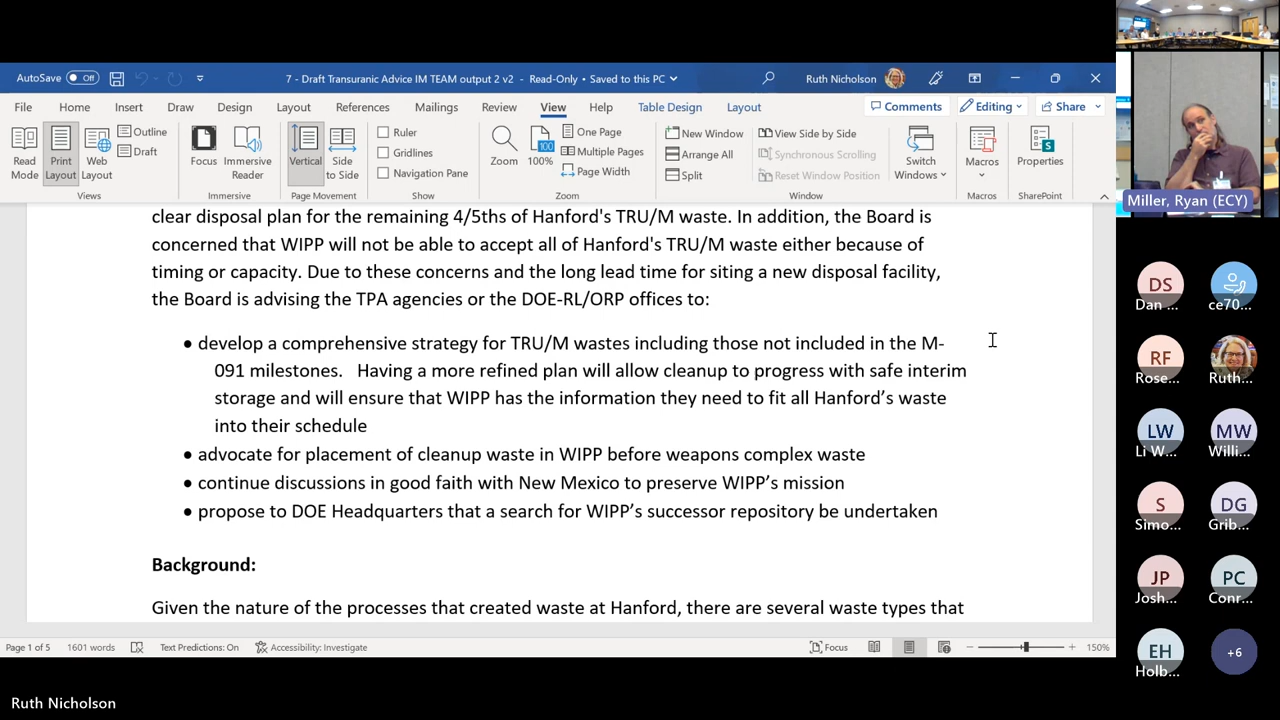 AutoSave Off
7 - Draft Transuranic Advice IM TEAM output 2 v2 - Read-Only • Saved to this PC
Ruth Nicholson
File Home Insert Draw Design Layout References Mailings Review View Help Table Design Layout
Comments Editing Share
Read Mode
Print Layout
Web Layout
Outline
Draft
Views
Focus
Immersive Reader
Immersive
Vertical
Side to Side
Page Movement
Ruler
Gridlines
Navigation Pane
Show
Zoom
100
100%
One Page
Multiple Pages
Page Width
Zoom
New Window
Arrange All
Split
View Side by Side
Synchronous Scrolling
Reset Window Position
Switch Windows
Window
Macros
Macros
Properties
SharePoint
clear disposal plan for the remaining 4/5ths of Hanford's TRU/M waste. In addition, the Board is
concerned that WIPP will not be able to accept all of Hanford's TRU/M waste either because of
timing or capacity. Due to these concerns and the long lead time for siting a new disposal facility,
the Board is advising the TPA agencies or the DOE-RL/ORP offices to:
• develop a comprehensive strategy for TRU/M wastes including those not included in the M-
091 milestones. Having a more refined plan will allow cleanup to progress with safe interim
storage and will ensure that WIPP has the information they need to fit all Hanford’s waste
into their schedule
• advocate for placement of cleanup waste in WIPP before weapons complex waste
• continue discussions in good faith with New Mexico to preserve WIPP’s mission
• propose to DOE Headquarters that a search for WIPP’s successor repository be undertaken
Background:
Given the nature of the processes that created waste at Hanford, there are several waste types that
Page 1 of 5 1601 words Text Predictions: On Accessibility: Investigate Focus 150%
Ruth Nicholson
Miller, Ryan (ECY)
DS
Dan ...
ce70...
RF
Rose...
Ruth...
LW
Li W...
MW
Willi...
S
Simo...
DG
Grib...
JP
Josh...
PC
Conr...
EH
Holb...
+6